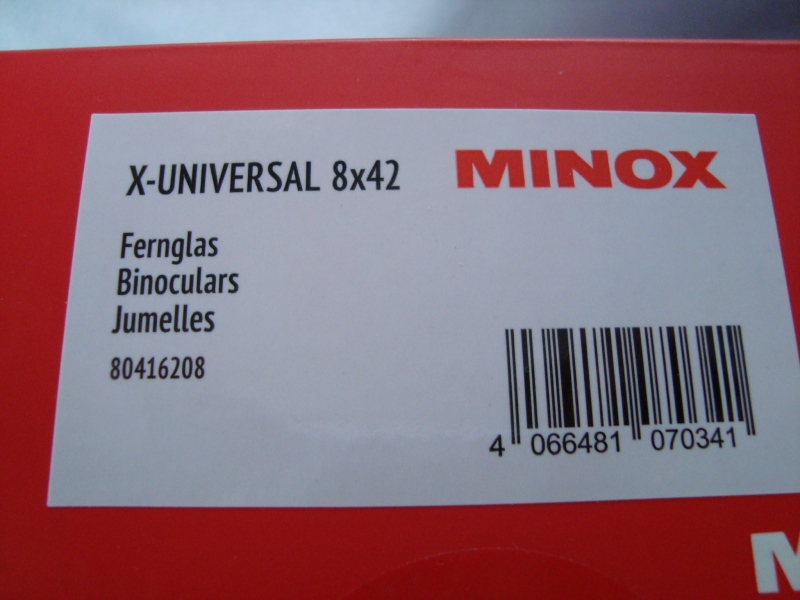 X-UNIVERSAL 8x42
MINOX
Fernglas
Binoculars
Jumelles
80416208
4 066481 070341
M